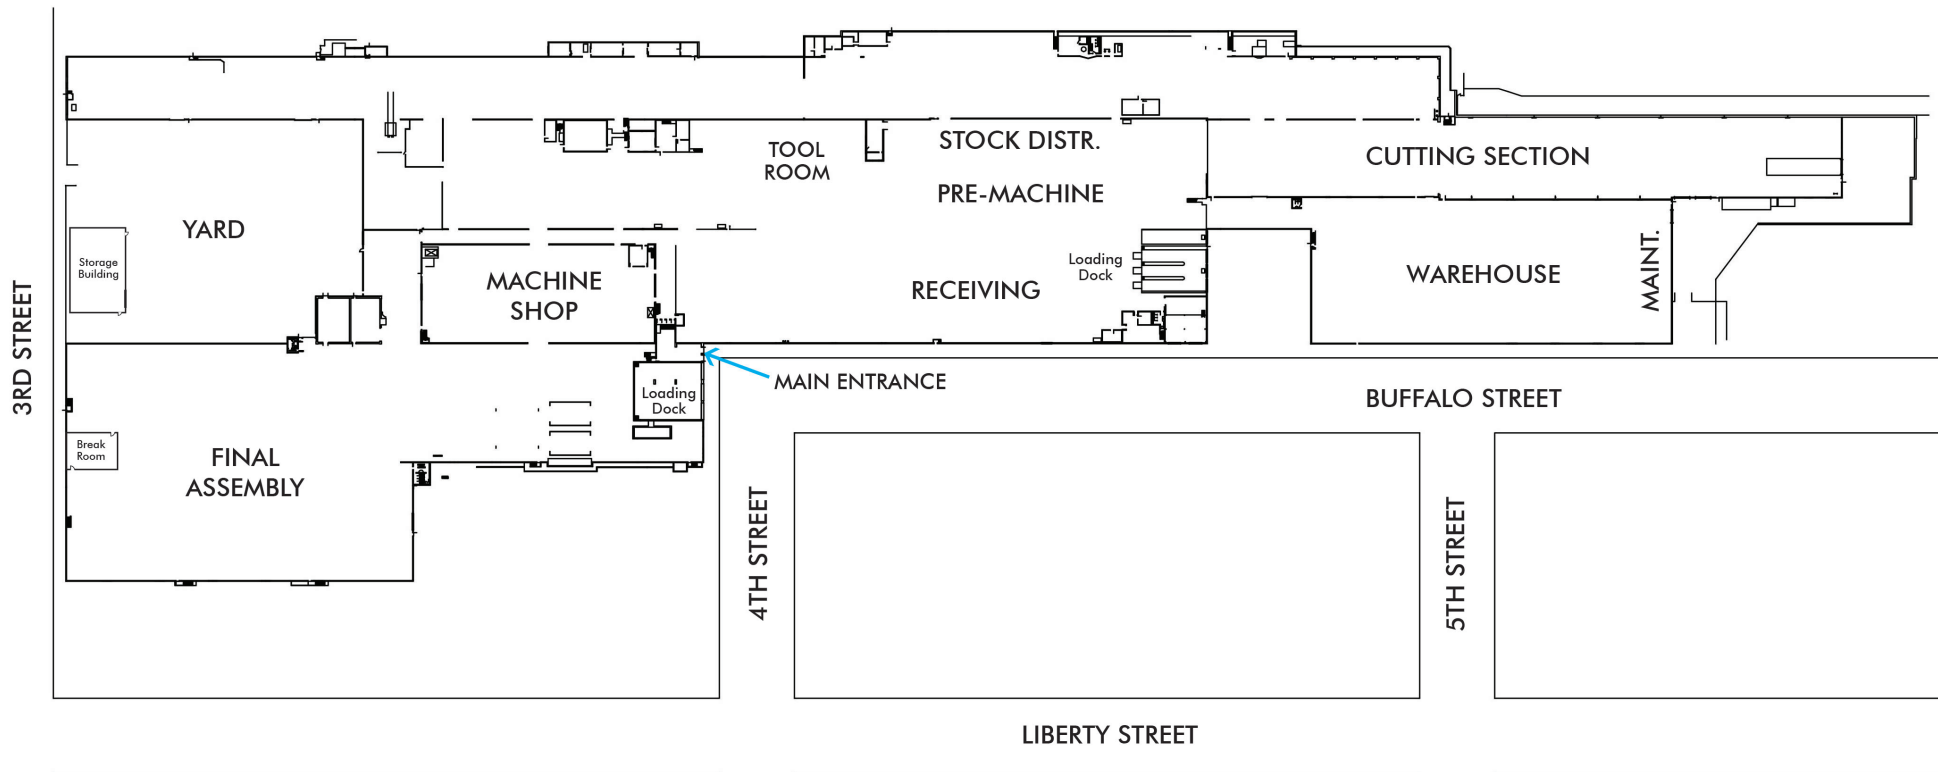 STOCK DISTR.
TOOL
ROOM
CUTTING SECTION
PRE-MACHINE
YARD
Storage
Building
MACHINE
SHOP
RECEIVING
Loading
Dock
WAREHOUSE
MAINT.
3RD STREET
MAIN ENTRANCE
Loading
Dock
BUFFALO STREET
Break
Room
FINAL
ASSEMBLY
4TH STREET
5TH STREET
LIBERTY STREET